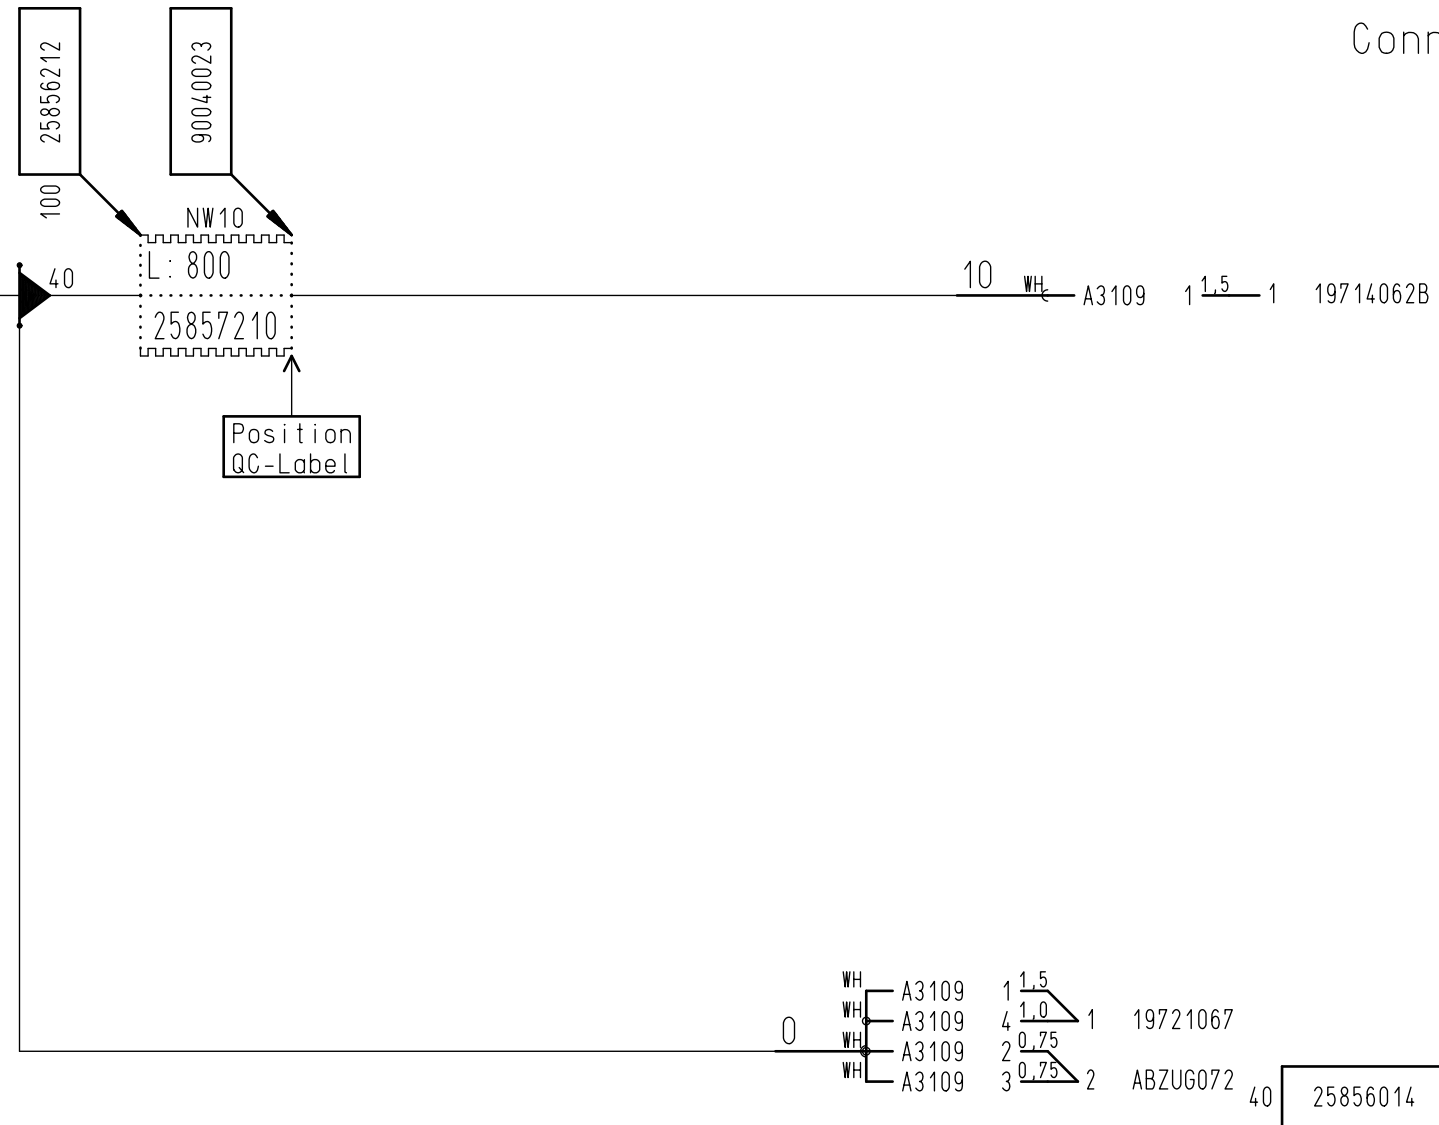 Conn
25856212
90040023
100
NW10
L: 800
40
10 WH A3109 1 1,5 1 19714062B
25857210
Position
QC-Label
WH A3109 1 1,5
WH A3109 4 1,0 1 19721067
0 WH A3109 2 0,75
WH A3109 3 0,75 2 ABZUG072
40 25856014